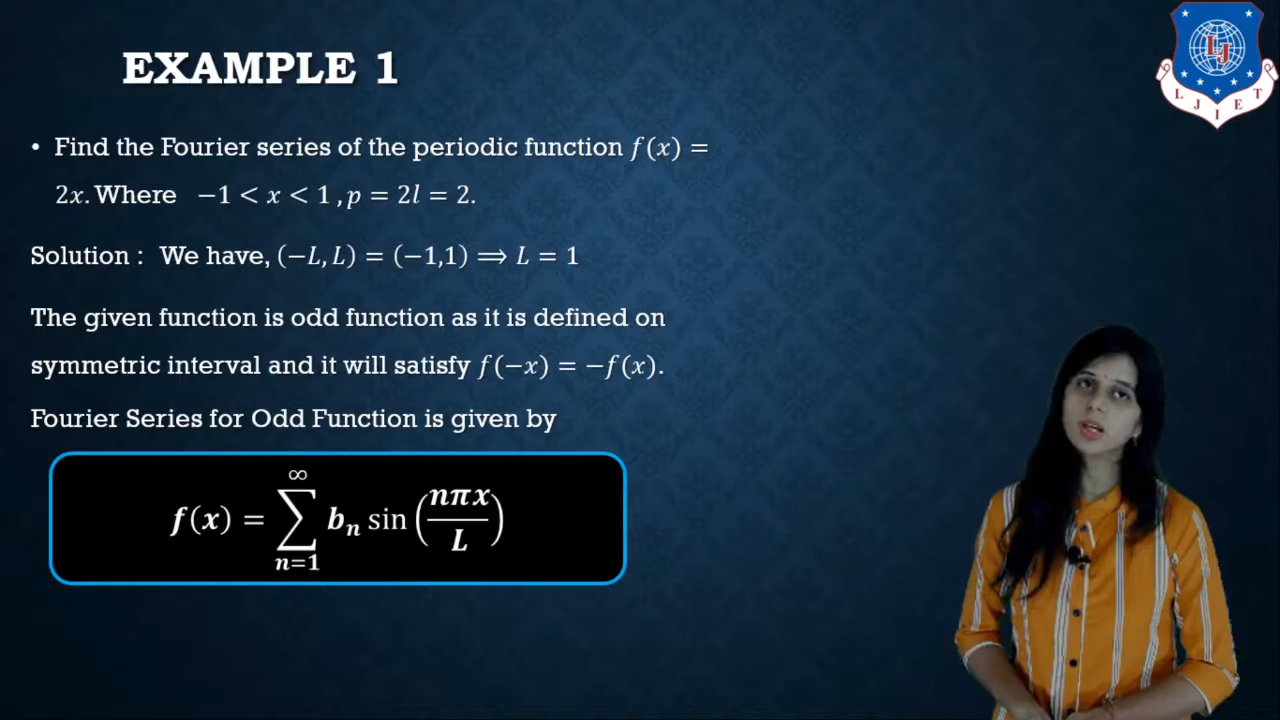 EXAMPLE 1
• Find the Fourier series of the periodic function f(x) =
2x. Where −1 < x < 1 , p = 2l = 2.
Solution : We have, (−L, L) = (−1,1) ⟹ L = 1
The given function is odd function as it is defined on
symmetric interval and it will satisfy f(−x) = −f(x).
Fourier Series for Odd Function is given by
f(x) = ∑_{n=1}^{∞} b_n sin(nπx/L)
LJ
LJIET